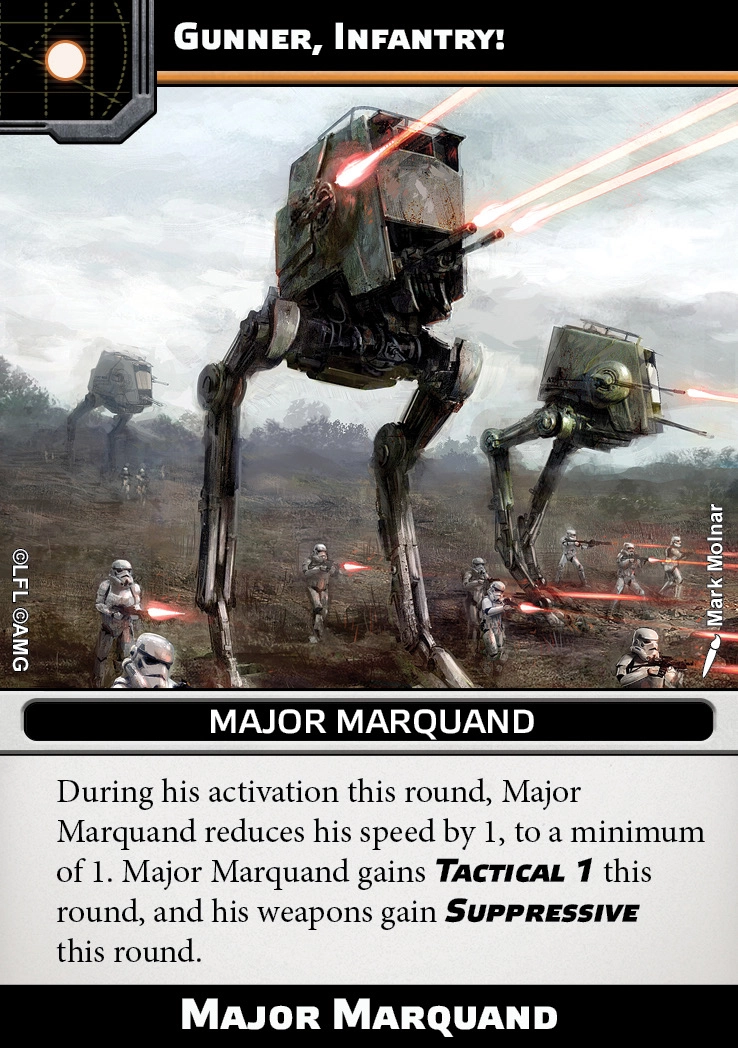 Gunner, Infantry!
©LFL ©AMG
Mark Molnar
MAJOR MARQUAND
During his activation this round, Major
Marquand reduces his speed by 1, to a minimum
of 1. Major Marquand gains Tactical 1 this
round, and his weapons gain Suppressive
this round.
Major Marquand